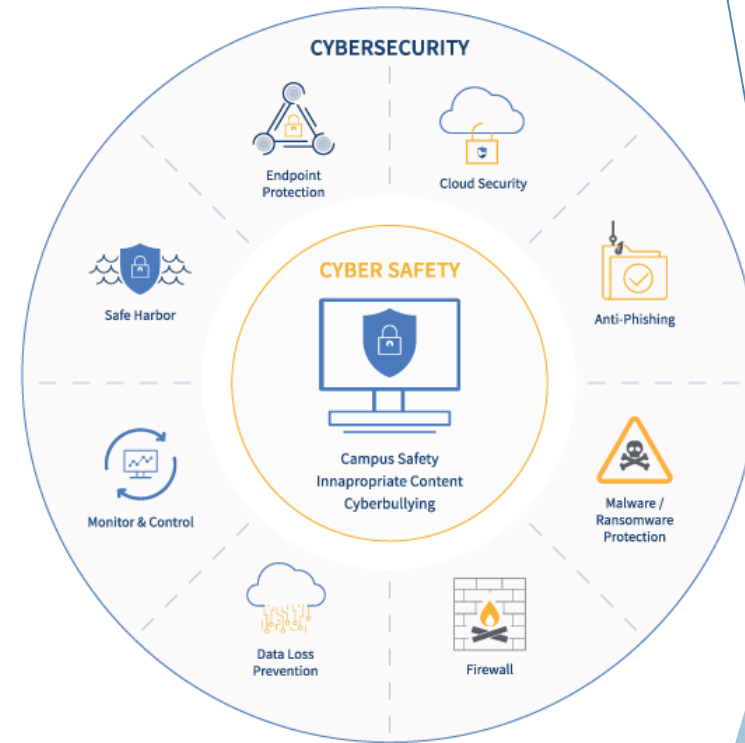 CYBERSECURITY
Endpoint
Protection
Cloud Security
Safe Harbor
CYBER SAFETY
Anti-Phishing
Campus Safety
Innapropriate Content
Cyberbullying
Monitor & Control
Malware /
Ransomware
Protection
Data Loss
Prevention
Firewall